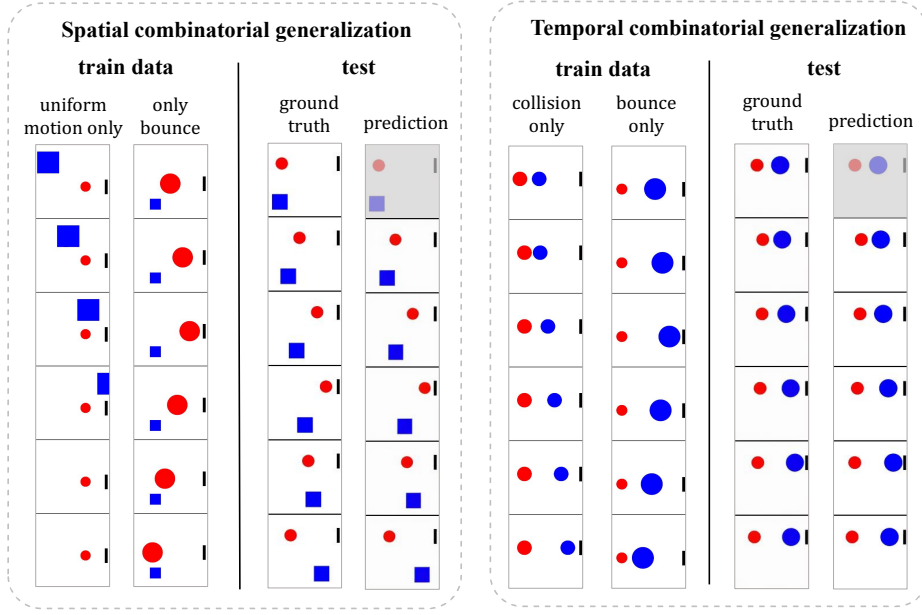 Spatial combinatorial generalization
train data
test
uniform
motion only
only
bounce
ground
truth
prediction
Temporal combinatorial generalization
train data
test
collision
only
bounce
only
ground
truth
prediction